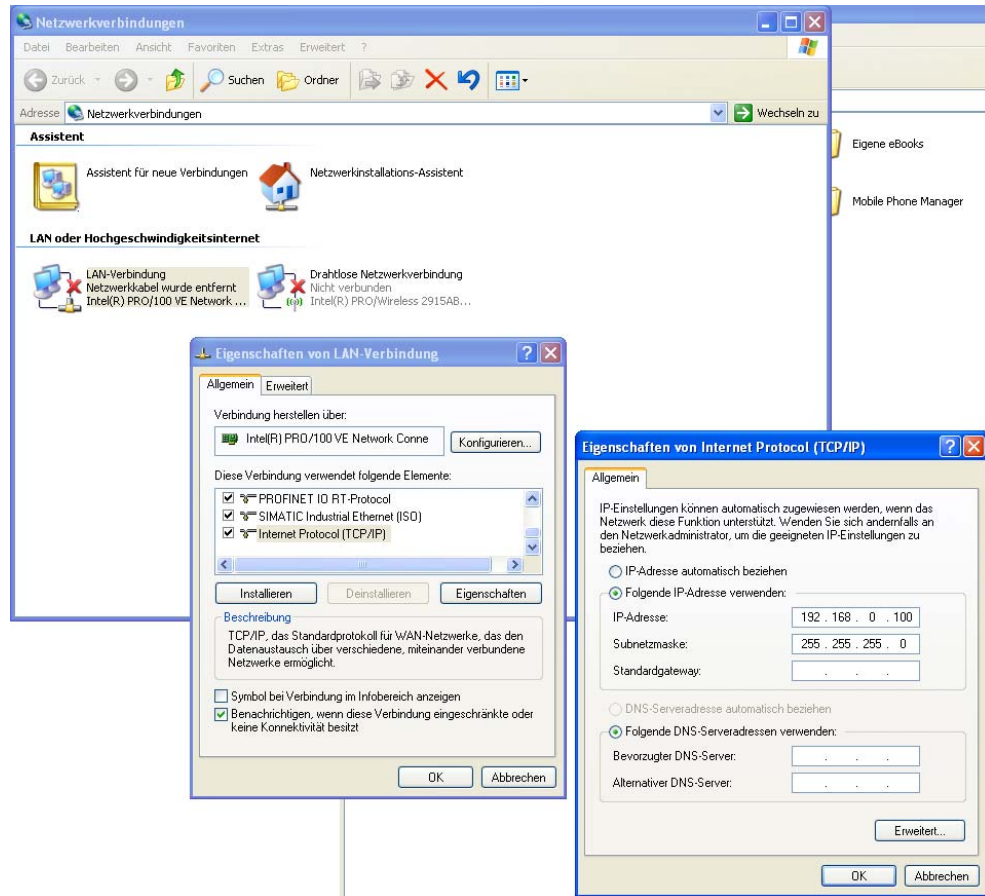 Netzwerkverbindungen
Datei Bearbeiten Ansicht Favoriten Extras Erweitert ?
Zurück Suchen Ordner
Adresse Netzwerkverbindungen Wechseln zu
Assistent
Assistent für neue Verbindungen Netzwerkinstallations-Assistent
LAN oder Hochgeschwindigkeitsinternet
LAN-Verbindung
Netzwerkkabel wurde entfernt
Intel(R) PRO/100 VE Network ...
Drahtlose Netzwerkverbindung
Nicht verbunden
Intel(R) PRO/Wireless 2915AB...
Eigene eBooks
Mobile Phone Manager
Eigenschaften von LAN-Verbindung
Allgemein Erweitert
Verbindung herstellen über:
Intel(R) PRO/100 VE Network Conne Konfigurieren...
Diese Verbindung verwendet folgende Elemente:
PROFINET IO RT-Protocol
SIMATIC Industrial Ethernet (ISO)
Internet Protocol (TCP/IP)
Installieren Deinstallieren Eigenschaften
Beschreibung
TCP/IP, das Standardprotokoll für WAN-Netzwerke, das den
Datenaustausch über verschiedene, miteinander verbundene
Netzwerke ermöglicht.
Symbol bei Verbindung im Infobereich anzeigen
Benachrichtigen, wenn diese Verbindung eingeschränkte oder
keine Konnektivität besitzt
OK Abbrechen
Eigenschaften von Internet Protocol (TCP/IP)
Allgemein
IP-Einstellungen können automatisch zugewiesen werden, wenn das
Netzwerk diese Funktion unterstützt. Wenden Sie sich andernfalls an
den Netzwerkadministrator, um die geeigneten IP-Einstellungen zu
beziehen.
IP-Adresse automatisch beziehen
Folgende IP-Adresse verwenden:
IP-Adresse: 192 . 168 . 0 . 100
Subnetzmaske: 255 . 255 . 255 . 0
Standardgateway: . . .
DNS-Serveradresse automatisch beziehen
Folgende DNS-Serveradressen verwenden:
Bevorzugter DNS-Server: . . .
Alternativer DNS-Server: . . .
Erweitert...
OK Abbrechen